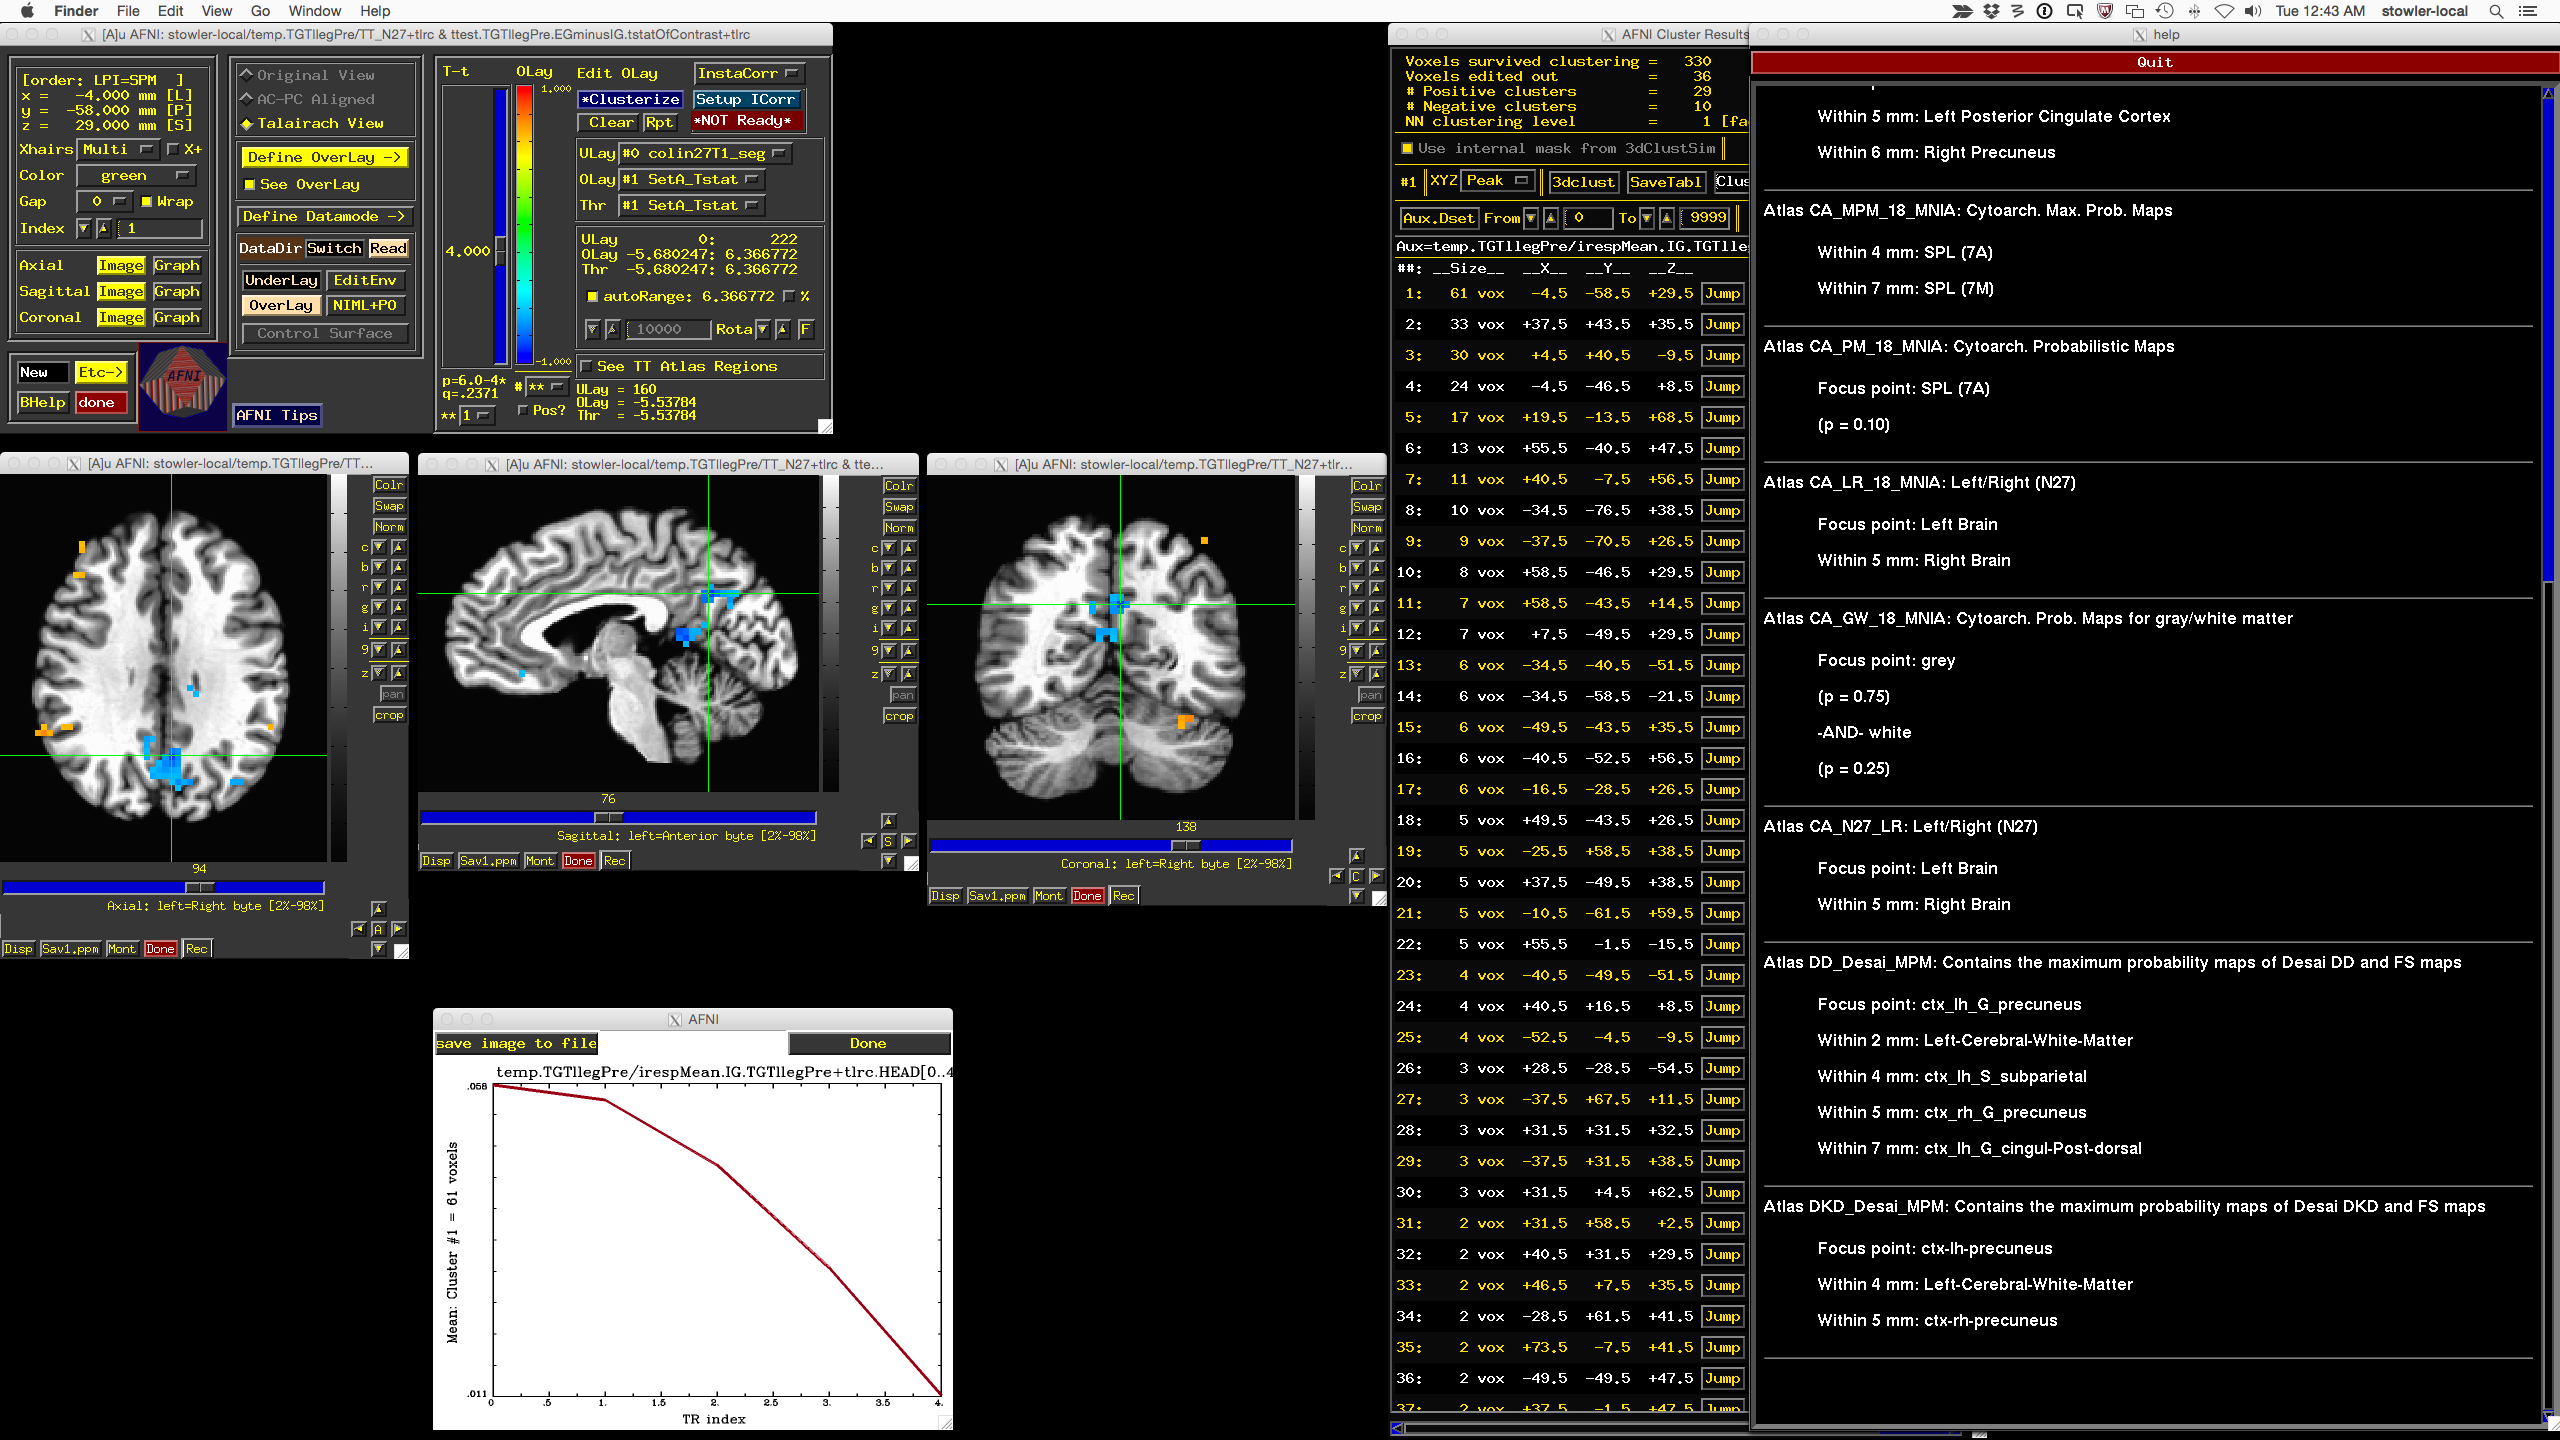 Finder File Edit View Go Window Help
Tue 12:43 AM stowler-local
[A]u AFNI: stowler-local/temp.TGTllegPre/TT_N27+tlrc & ttest.TGTllegPre.EGminusIG.tstatOfContrast+tlrc
[order: LPI=SPM ]
x = -4.000 mm [L]
y = -58.000 mm [P]
z = 29.000 mm [S]
Xhairs Multi X+
Color green
Gap 0 Wrap
Index 1
Axial Image Graph
Sagittal Image Graph
Coronal Image Graph
New Etc->
BHelp done
AFNI
AFNI Tips
Original View
AC-PC Aligned
Talairach View
Define OverLay ->
See OverLay
Define Datamode ->
DataDir Switch Read
UnderLay EditEnv
OverLay NIML+PO
Control Surface
T-t
4.000
p=6.0-4*
q=.2371
** 1
OLay
1.000
-1.000
# **
Pos?
Edit OLay InstaCorr
*Clusterize Setup ICorr
Clear Rpt *NOT Ready*
ULay #0 colin27T1_seg
OLay #1 SetA_Tstat
Thr #1 SetA_Tstat
ULay 0: 222
OLay -5.680247: 6.366772
Thr -5.680247: 6.366772
autoRange: 6.366772 %
10000 Rota F
See TT Atlas Regions
ULay = 160
OLay = -5.53784
Thr = -5.53784
[A]u AFNI: stowler-local/temp.TGTllegPre/TT...
Colr
Swap
Norm
c
b
r
g
i
9
z
pan
crop
94
Axial: left=Right byte [2%-98%]
A
Disp Sav1.ppm Mont Done Rec
[A]u AFNI: stowler-local/temp.TGTllegPre/TT_N27+tlrc & tte...
Colr
Swap
Norm
c
b
r
g
i
9
z
pan
crop
76
Sagittal: left=Anterior byte [2%-98%]
S
Disp Sav1.ppm Mont Done Rec
[A]u AFNI: stowler-local/temp.TGTllegPre/TT_N27+tlr...
Colr
Swap
Norm
c
b
r
g
i
9
z
pan
crop
138
Coronal: left=Right byte [2%-98%]
C
Disp Sav1.ppm Mont Done Rec
AFNI
save image to file Done
temp.TGTllegPre/irespMean.IG.TGTllegPre+tlrc.HEAD[0..4
.058
Mean: Cluster #1 = 61 voxels
.011
0 .5 1. 1.5 2. 2.5 3. 3.5 4.
TR index
AFNI Cluster Results
Voxels survived clustering = 330
Voxels edited out = 36
# Positive clusters = 29
# Negative clusters = 10
NN clustering level = 1 [fa
Use internal mask from 3dClustSim
#1 XYZ Peak 3dclust SaveTabl Clus
Aux.Dset From 0 To 9999
Aux=temp.TGTllegPre/irespMean.IG.TGTlle
##: __Size__ __X__ __Y__ __Z__
1: 61 vox -4.5 -58.5 +29.5 Jump
2: 33 vox +37.5 +43.5 +35.5 Jump
3: 30 vox +4.5 +40.5 -9.5 Jump
4: 24 vox -4.5 -46.5 +8.5 Jump
5: 17 vox +19.5 -13.5 +68.5 Jump
6: 13 vox +55.5 -40.5 +47.5 Jump
7: 11 vox +40.5 -7.5 +56.5 Jump
8: 10 vox -34.5 -76.5 +38.5 Jump
9: 9 vox -37.5 -70.5 +26.5 Jump
10: 8 vox +58.5 -46.5 +29.5 Jump
11: 7 vox +58.5 -43.5 +14.5 Jump
12: 7 vox +7.5 -49.5 +29.5 Jump
13: 6 vox -34.5 -40.5 -51.5 Jump
14: 6 vox -34.5 -58.5 -21.5 Jump
15: 6 vox -49.5 -43.5 +35.5 Jump
16: 6 vox -40.5 -52.5 +56.5 Jump
17: 6 vox -16.5 -28.5 +26.5 Jump
18: 5 vox +49.5 -43.5 +26.5 Jump
19: 5 vox -25.5 +58.5 +38.5 Jump
20: 5 vox +37.5 -49.5 +38.5 Jump
21: 5 vox -10.5 -61.5 +59.5 Jump
22: 5 vox +55.5 -1.5 -15.5 Jump
23: 4 vox -40.5 -49.5 -51.5 Jump
24: 4 vox +40.5 +16.5 +8.5 Jump
25: 4 vox -52.5 -4.5 -9.5 Jump
26: 3 vox +28.5 -28.5 -54.5 Jump
27: 3 vox -37.5 +67.5 +11.5 Jump
28: 3 vox +31.5 +31.5 +32.5 Jump
29: 3 vox -37.5 +31.5 +38.5 Jump
30: 3 vox +31.5 +4.5 +62.5 Jump
31: 2 vox +31.5 +58.5 +2.5 Jump
32: 2 vox +40.5 +31.5 +29.5 Jump
33: 2 vox +46.5 +7.5 +35.5 Jump
34: 2 vox -28.5 +61.5 +41.5 Jump
35: 2 vox +73.5 -7.5 +41.5 Jump
36: 2 vox -49.5 -49.5 +47.5 Jump
37: 2 vox +37.5 -1.5 +47.5 Jump
help
Quit
Within 5 mm: Left Posterior Cingulate Cortex
Within 6 mm: Right Precuneus
Atlas CA_MPM_18_MNIA: Cytoarch. Max. Prob. Maps
Within 4 mm: SPL (7A)
Within 7 mm: SPL (7M)
Atlas CA_PM_18_MNIA: Cytoarch. Probabilistic Maps
Focus point: SPL (7A)
(p = 0.10)
Atlas CA_LR_18_MNIA: Left/Right (N27)
Focus point: Left Brain
Within 5 mm: Right Brain
Atlas CA_GW_18_MNIA: Cytoarch. Prob. Maps for gray/white matter
Focus point: grey
(p = 0.75)
-AND- white
(p = 0.25)
Atlas CA_N27_LR: Left/Right (N27)
Focus point: Left Brain
Within 5 mm: Right Brain
Atlas DD_Desai_MPM: Contains the maximum probability maps of Desai DD and FS maps
Focus point: ctx_lh_G_precuneus
Within 2 mm: Left-Cerebral-White-Matter
Within 4 mm: ctx_lh_S_subparietal
Within 5 mm: ctx_rh_G_precuneus
Within 7 mm: ctx_lh_G_cingul-Post-dorsal
Atlas DKD_Desai_MPM: Contains the maximum probability maps of Desai DKD and FS maps
Focus point: ctx-lh-precuneus
Within 4 mm: Left-Cerebral-White-Matter
Within 5 mm: ctx-rh-precuneus